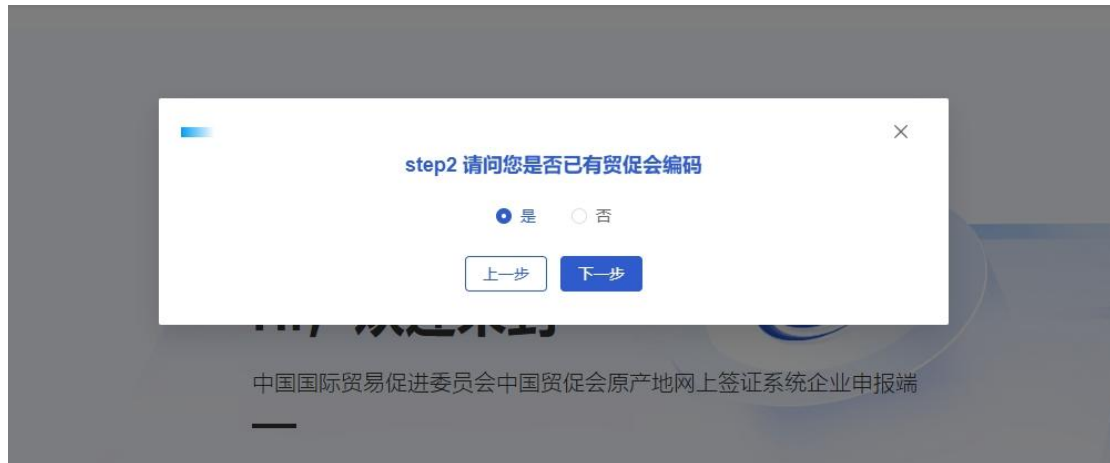 step2 请问您是否已有贸促会编码
是 否
上一步 下一步
中国国际贸易促进委员会中国贸促会原产地网上签证系统企业申报端